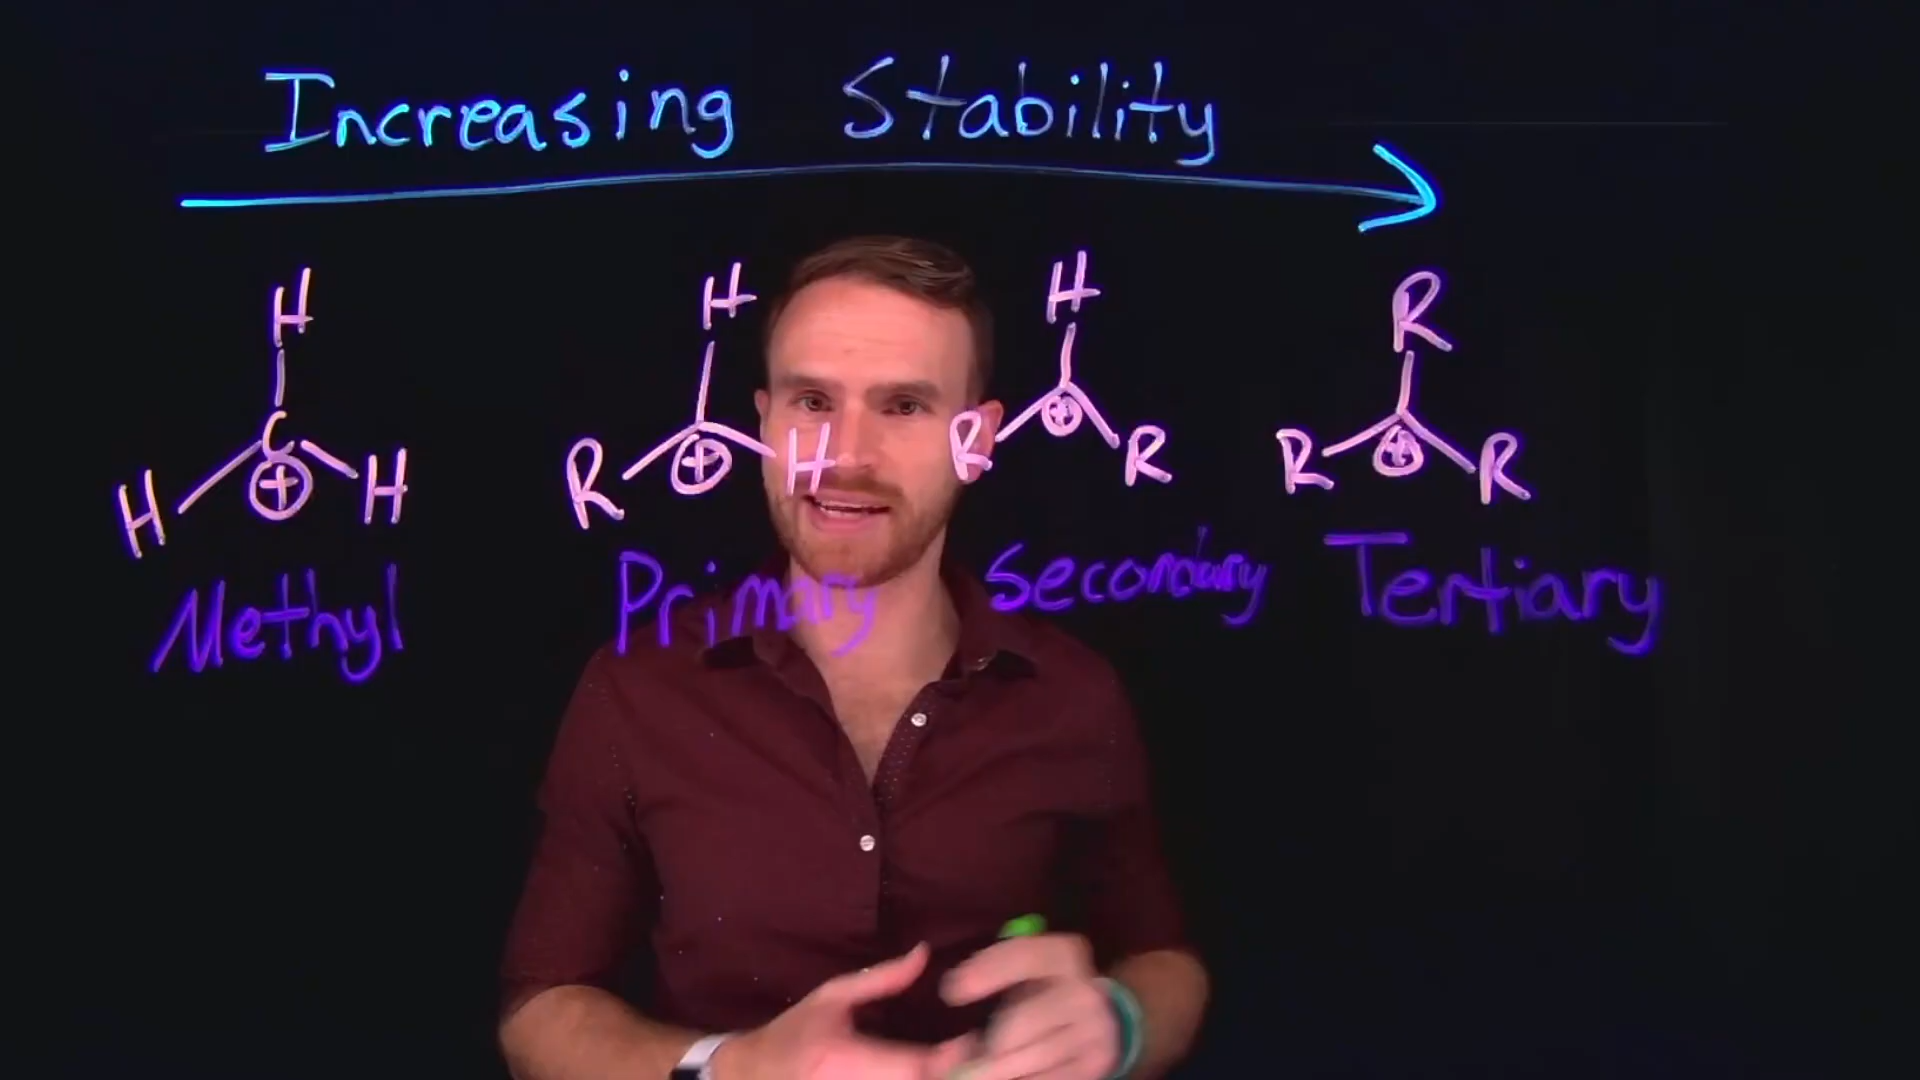 Increasing Stability
H
H C + H
Methyl
H
R + H
Primary
H
R + R
Secondary
R
R + R
Tertiary